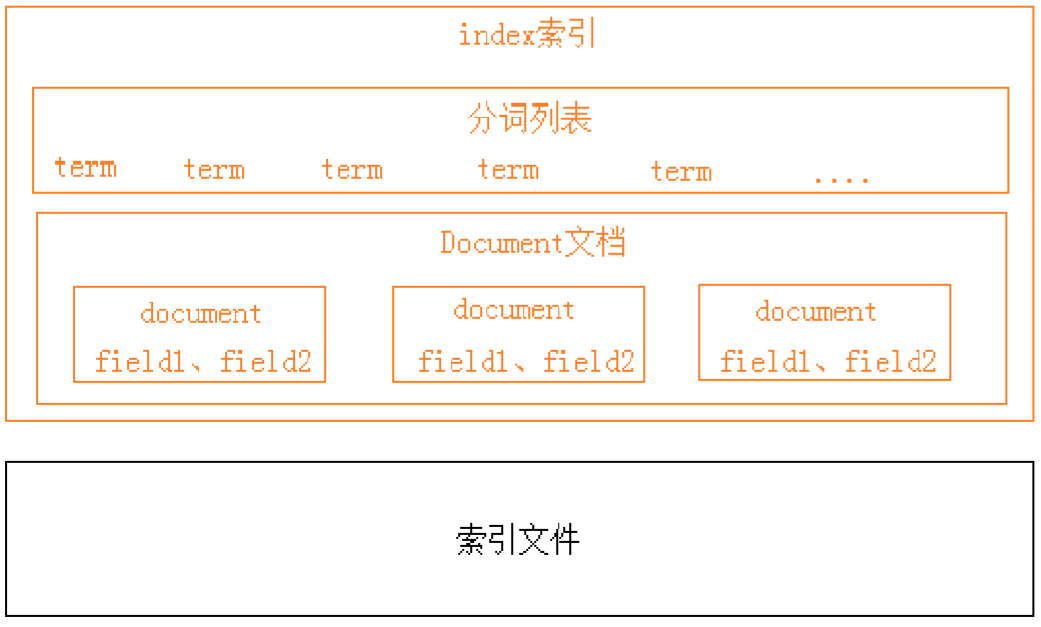 index索引
分词列表
term term term term term ....
Document文档
document document document
field1、field2 field1、field2 field1、field2
索引文件